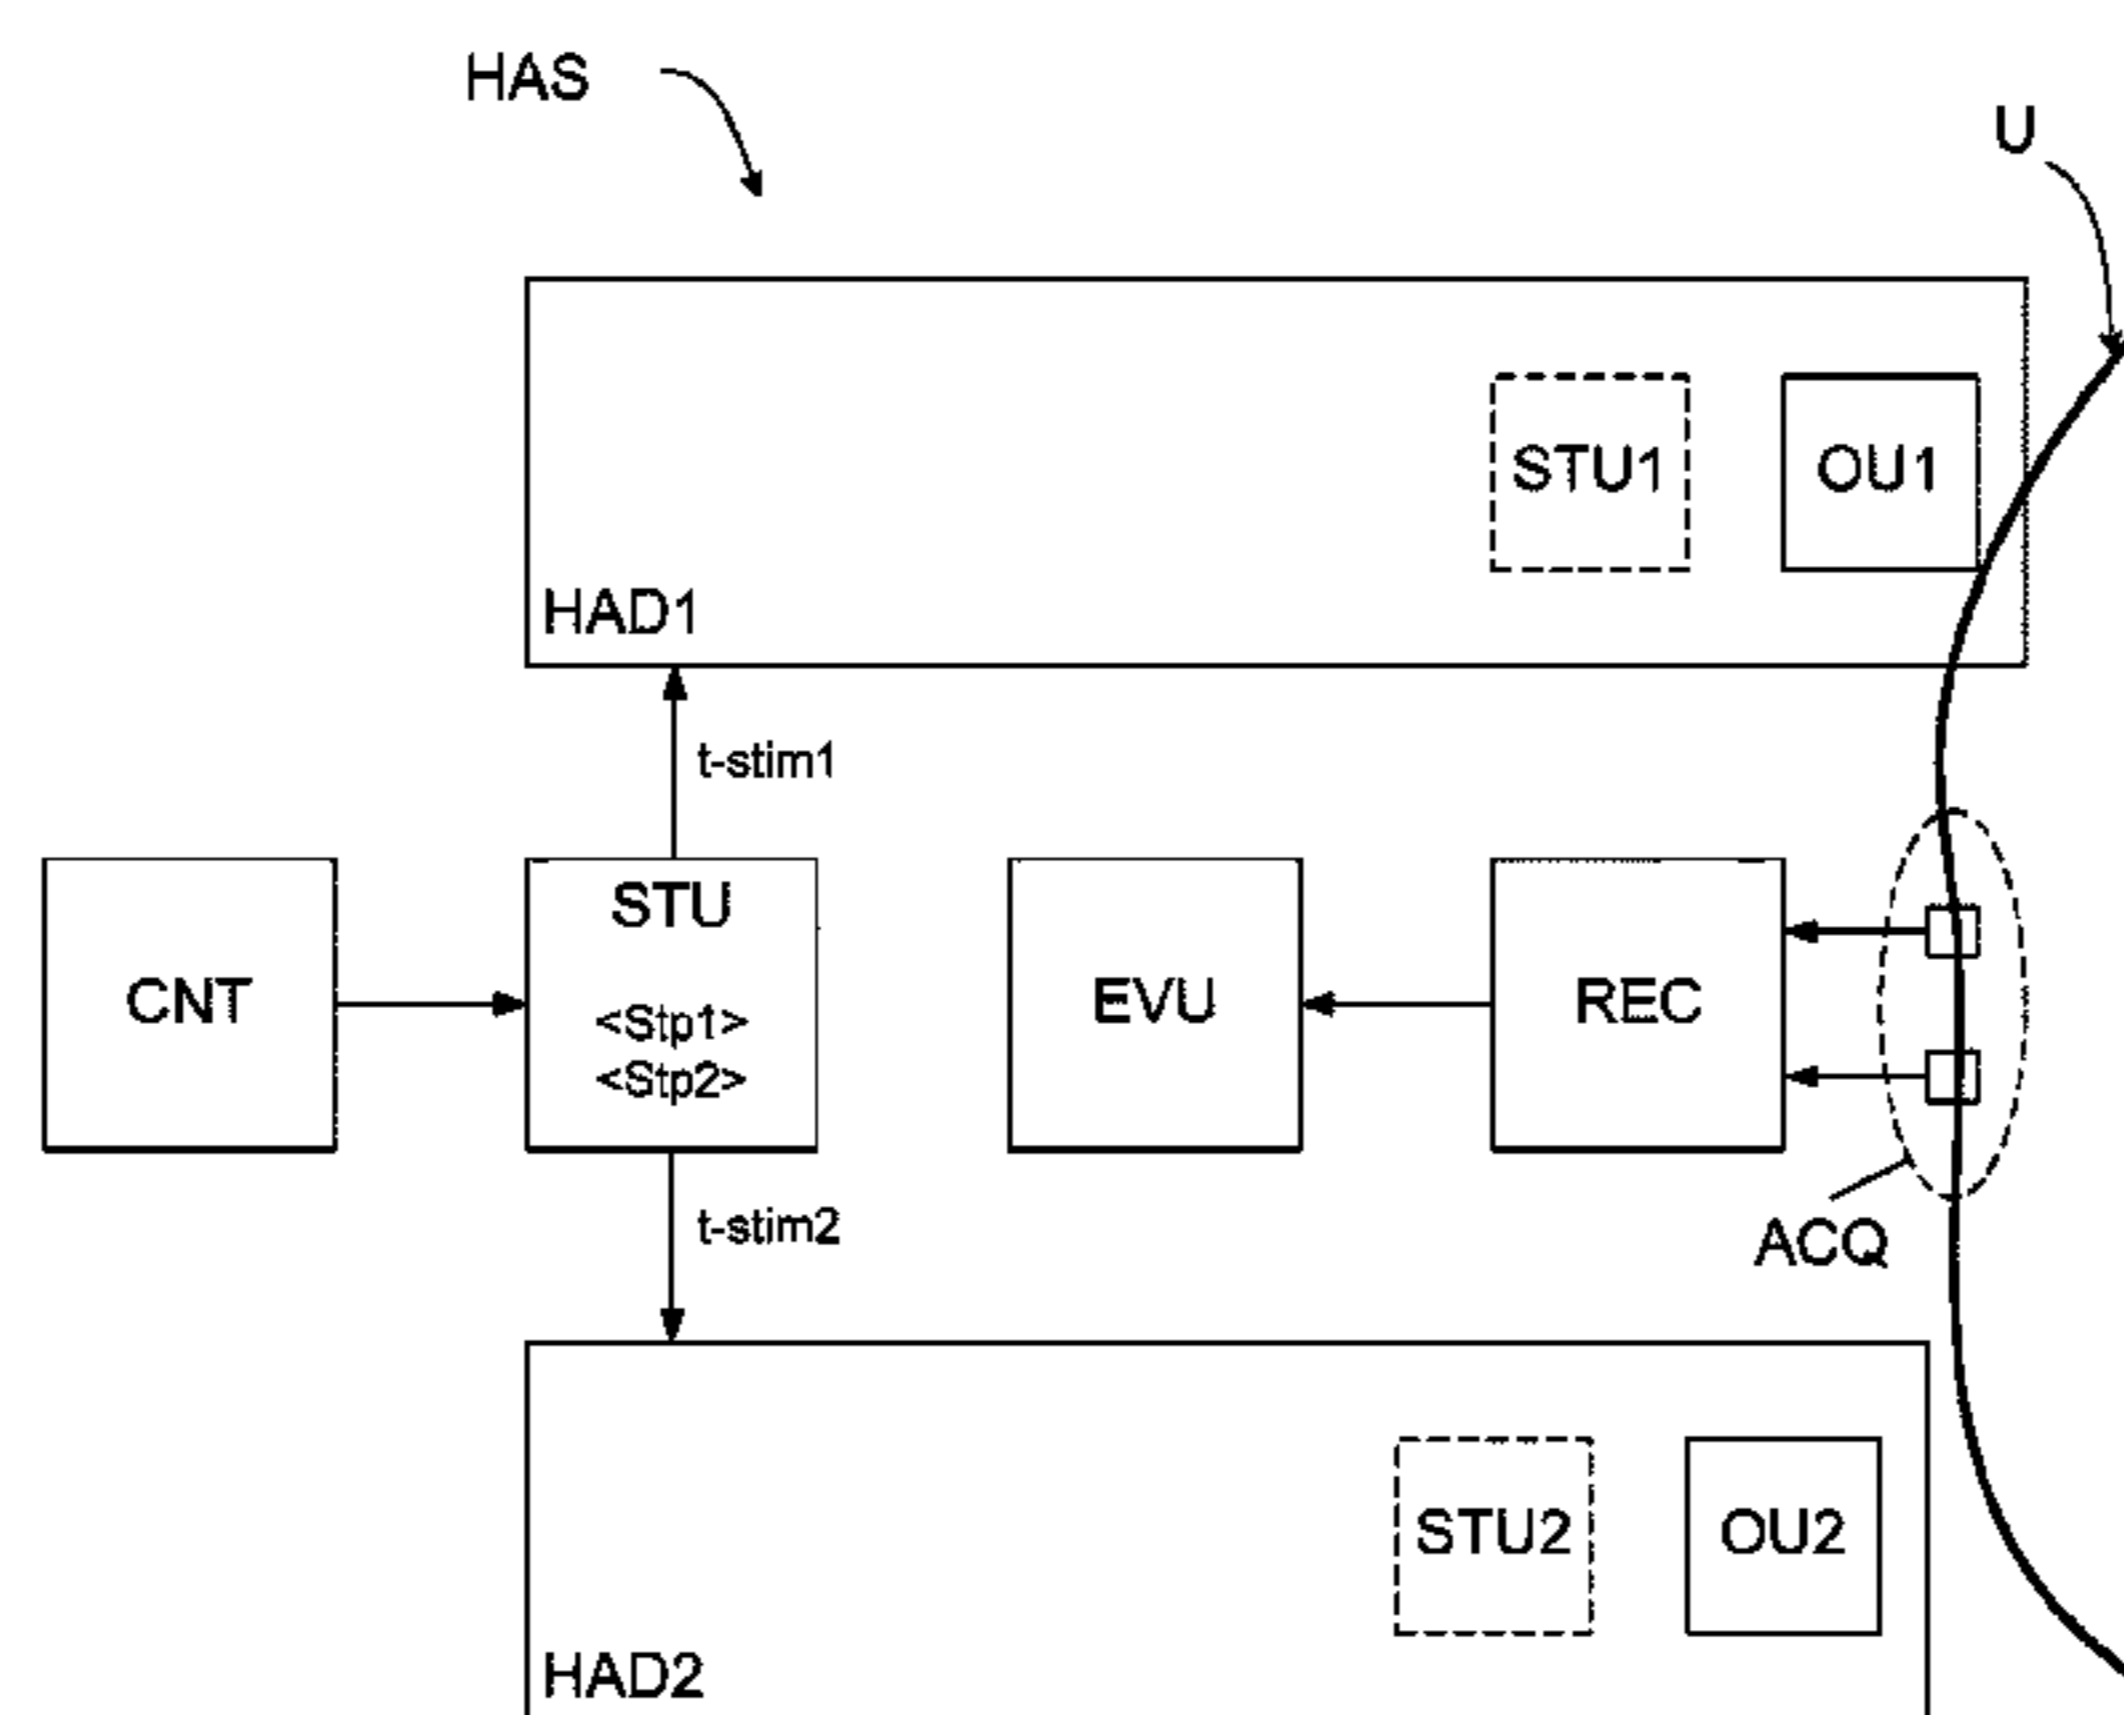 HAS
U
STU1
OU1
HAD1
t-stim1
CNT
STU
<Stp1>
<Stp2>
EVU
REC
t-stim2
ACQ
STU2
OU2
HAD2